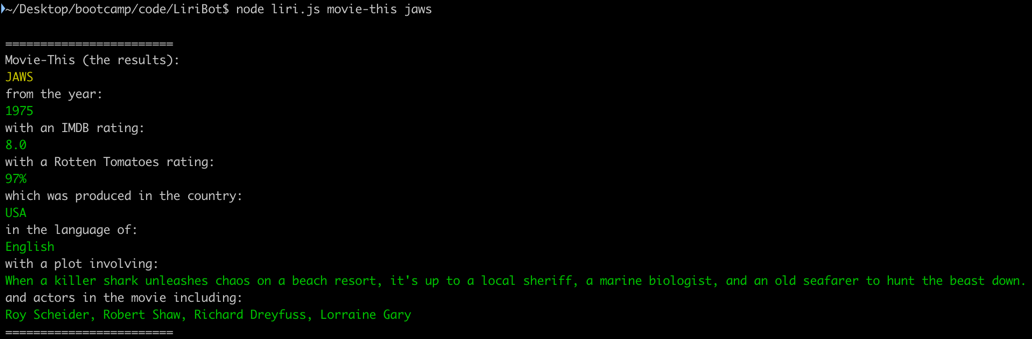 ~/Desktop/bootcamp/code/LiriBot$ node liri.js movie-this jaws
========================
Movie-This (the results):
JAWS
from the year:
1975
with an IMDB rating:
8.0
with a Rotten Tomatoes rating:
97%
which was produced in the country:
USA
in the language of:
English
with a plot involving:
When a killer shark unleashes chaos on a beach resort, it's up to a local sheriff, a marine biologist, and an old seafarer to hunt the beast down.
and actors in the movie including:
Roy Scheider, Robert Shaw, Richard Dreyfuss, Lorraine Gary
========================